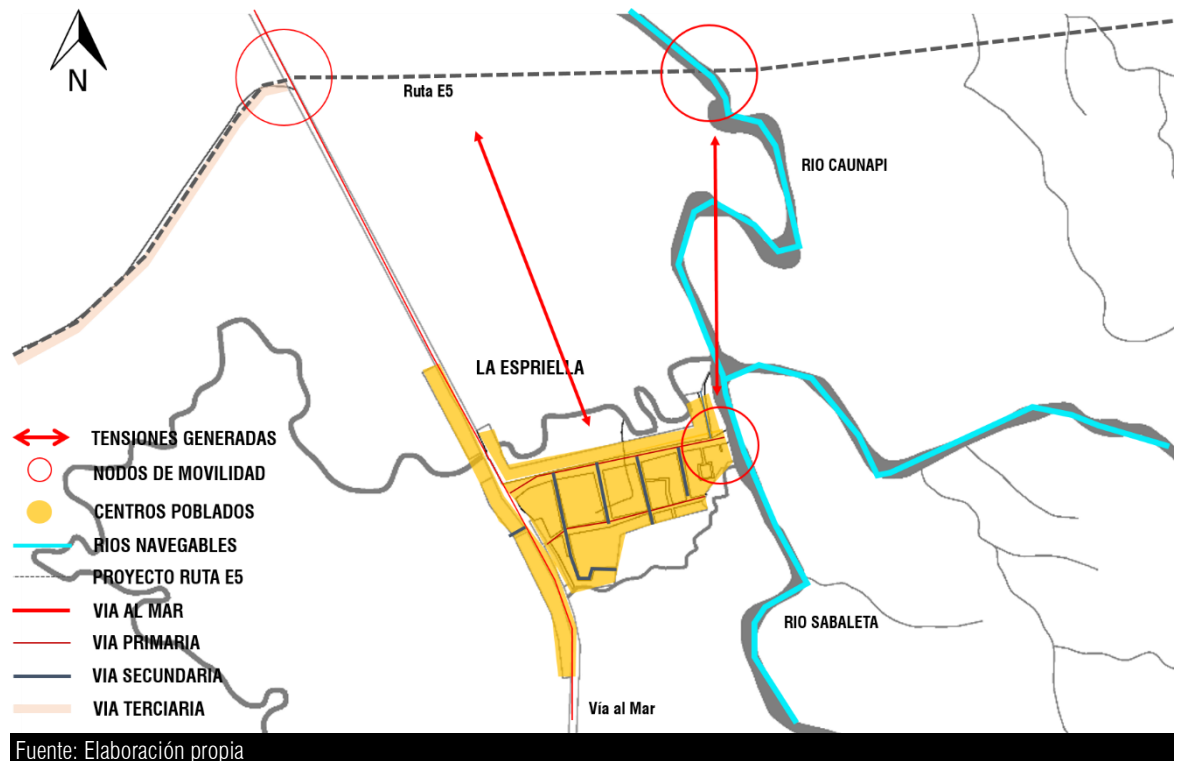 N
Ruta E5
RIO CAUNAPI
LA ESPRIELLA
TENSIONES GENERADAS
NODOS DE MOVILIDAD
CENTROS POBLADOS
RIOS NAVEGABLES
PROYECTO RUTA E5
VIA AL MAR
VIA PRIMARIA
VIA SECUNDARIA
VIA TERCIARIA
RIO SABALETA
Vía al Mar
Fuente: Elaboración propia